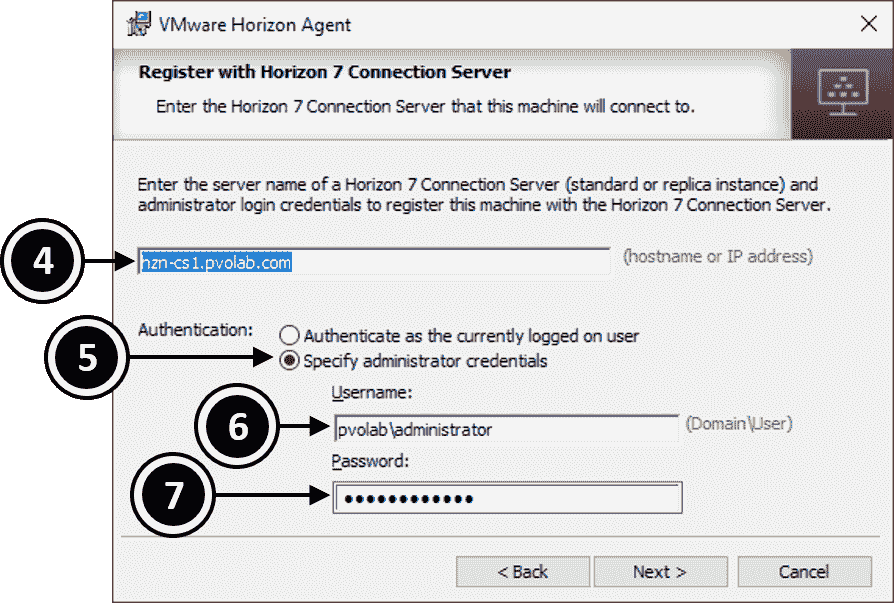 VMware Horizon Agent
Register with Horizon 7 Connection Server
Enter the Horizon 7 Connection Server that this machine will connect to.
Enter the server name of a Horizon 7 Connection Server (standard or replica instance) and
administrator login credentials to register this machine with the Horizon 7 Connection Server.
4
hzn-cs1.pvolab.com (hostname or IP address)
Authentication: Authenticate as the currently logged on user
5
Specify administrator credentials
Username:
6
pvolab\administrator (Domain\User)
Password:
7
••••••••••••
< Back Next > Cancel